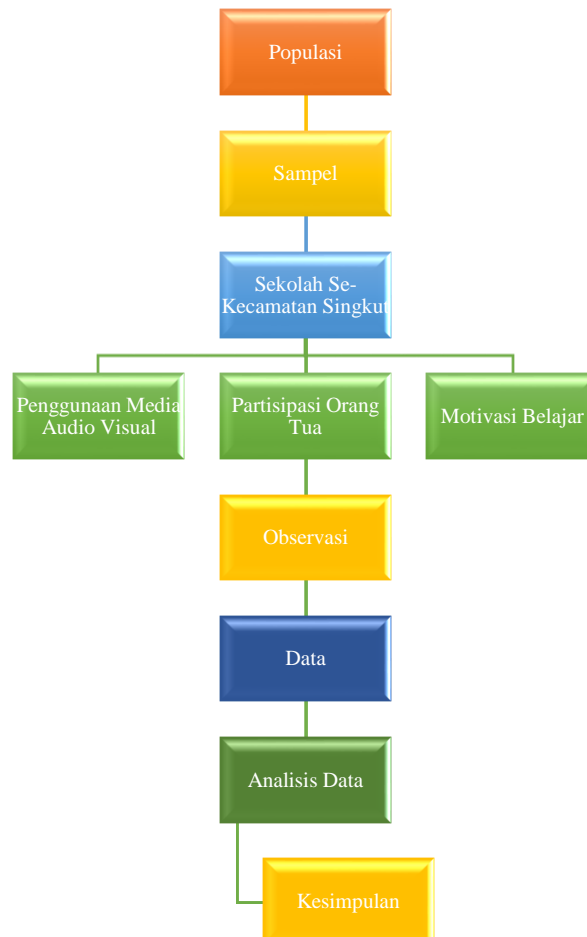 Populasi
Sampel
Sekolah Se-
Kecamatan Singkut
Penggunaan Media
Audio Visual
Partisipasi Orang
Tua
Motivasi Belajar
Observasi
Data
Analisis Data
Kesimpulan